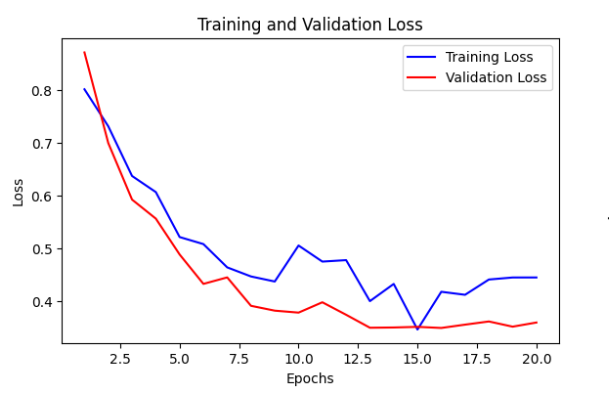 Training and Validation Loss
Training Loss
Validation Loss
Loss
0.8
0.7
0.6
0.5
0.4
2.5 5.0 7.5 10.0 12.5 15.0 17.5 20.0
Epochs